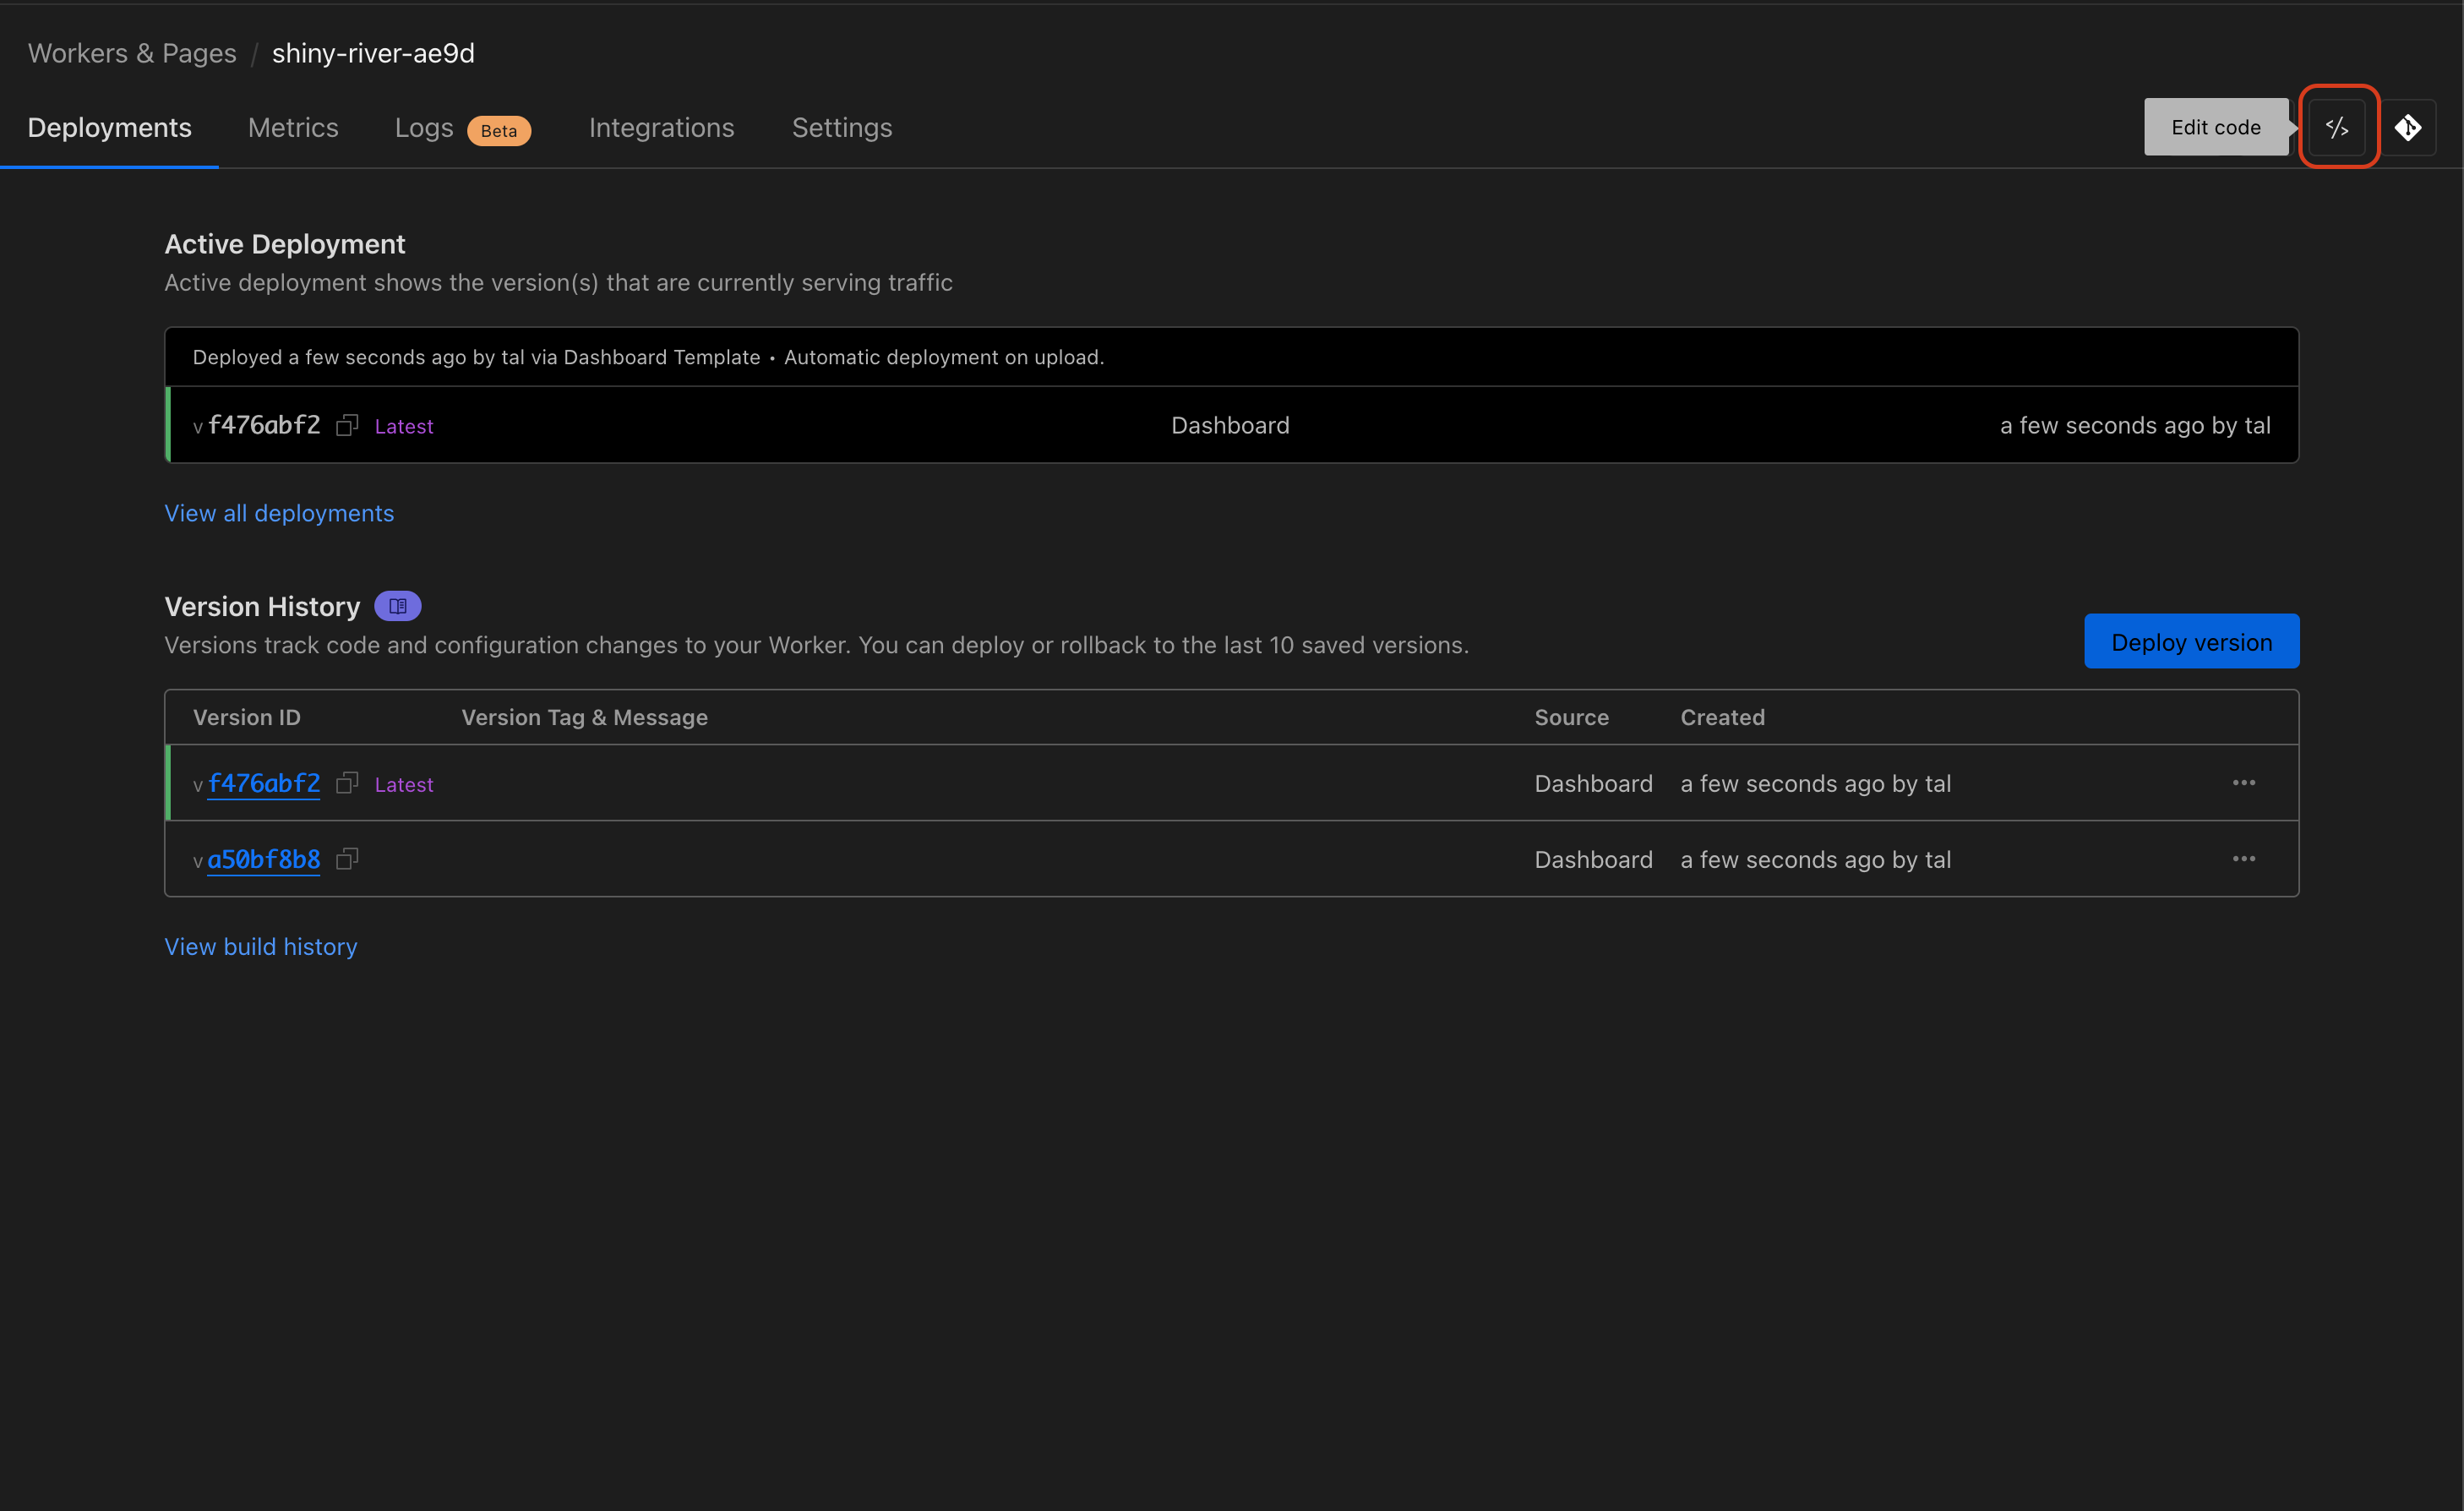 Workers & Pages / shiny-river-ae9d
Deployments Metrics Logs Beta Integrations Settings Edit code </>
Active Deployment
Active deployment shows the version(s) that are currently serving traffic
Deployed a few seconds ago by tal via Dashboard Template • Automatic deployment on upload.
v f476abf2 Latest Dashboard a few seconds ago by tal
View all deployments
Version History
Versions track code and configuration changes to your Worker. You can deploy or rollback to the last 10 saved versions.
Deploy version
Version ID Version Tag & Message Source Created
v f476abf2 Latest Dashboard a few seconds ago by tal
v a50bf8b8 Dashboard a few seconds ago by tal
View build history